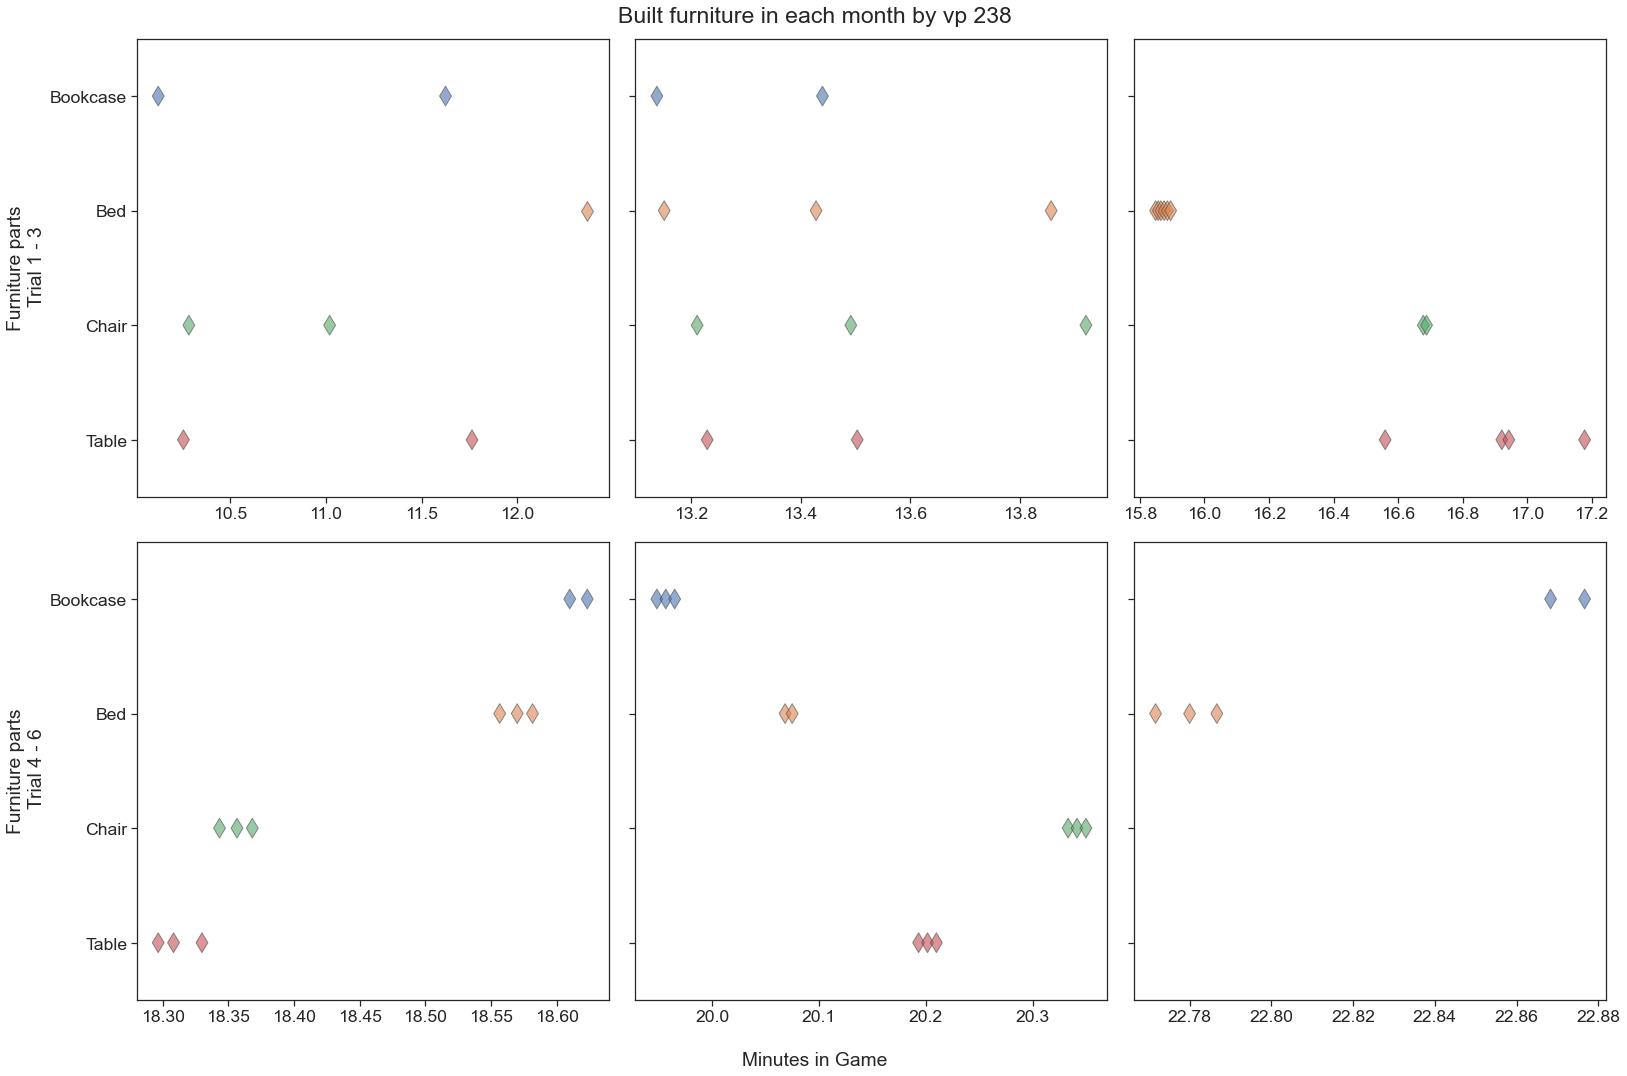 Built furniture in each month by vp 238
Furniture parts
Trial 1 - 3
Bookcase
Bed
Chair
Table
10.5 11.0 11.5 12.0
13.2 13.4 13.6 13.8
15.8 16.0 16.2 16.4 16.6 16.8 17.0 17.2
Furniture parts
Trial 4 - 6
Bookcase
Bed
Chair
Table
18.30 18.35 18.40 18.45 18.50 18.55 18.60
20.0 20.1 20.2 20.3
22.78 22.80 22.82 22.84 22.86 22.88
Minutes in Game